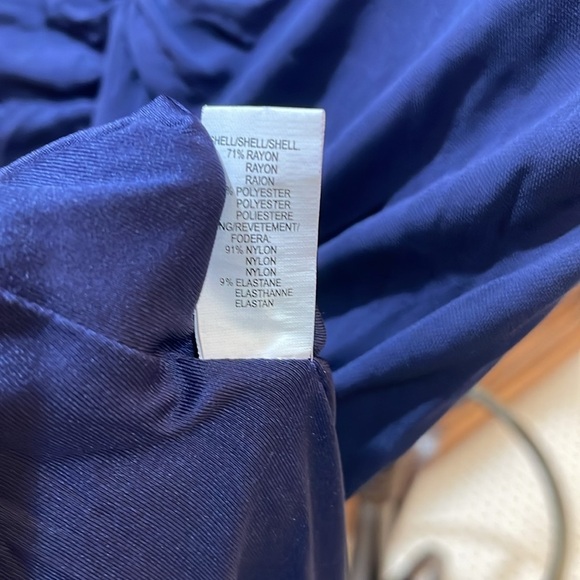 SHELL/SHELL/SHELL
71% RAYON
RAYON
RAION
% POLYESTER
POLYESTER
POLIESTERE
NG/REVETEMENT/
FODERA:
91% NYLON
NYLON
NYLON
9% ELASTANE
ELASTHANNE
ELASTAN